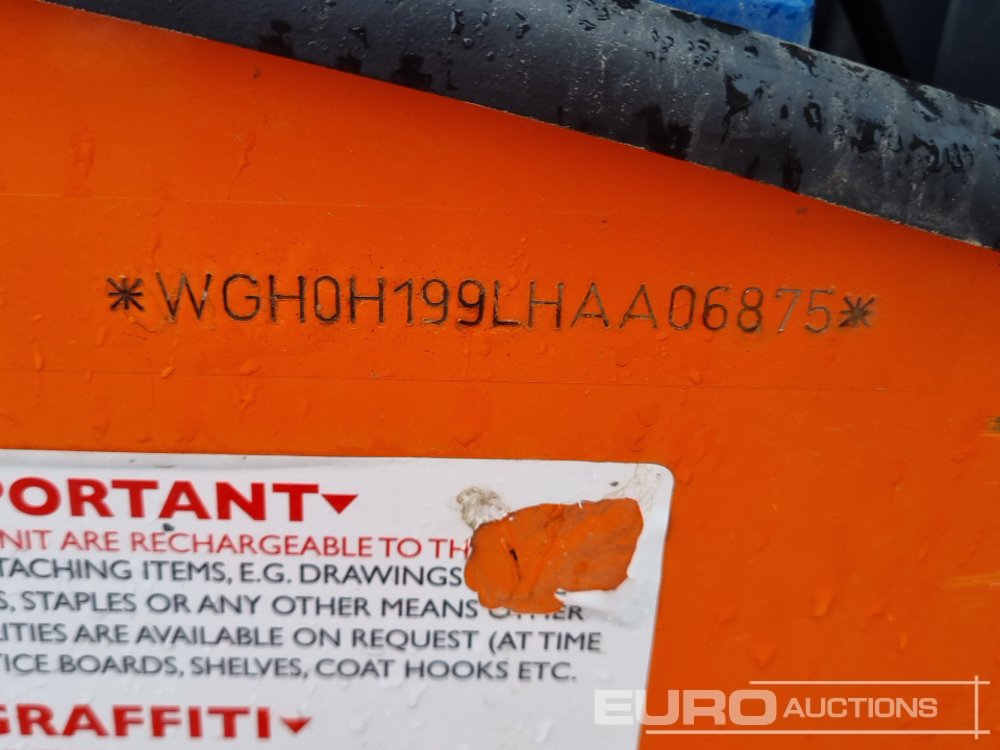 *WGH0H199LHAA06875*
PORTANT
NIT ARE RECHARGEABLE TO TH
TACHING ITEMS, E.G. DRAWINGS
S, STAPLES OR ANY OTHER MEANS
LITIES ARE AVAILABLE ON REQUEST (AT TIME
TICE BOARDS, SHELVES, COAT HOOKS ETC.
GRAFFITI
EURO AUCTIONS